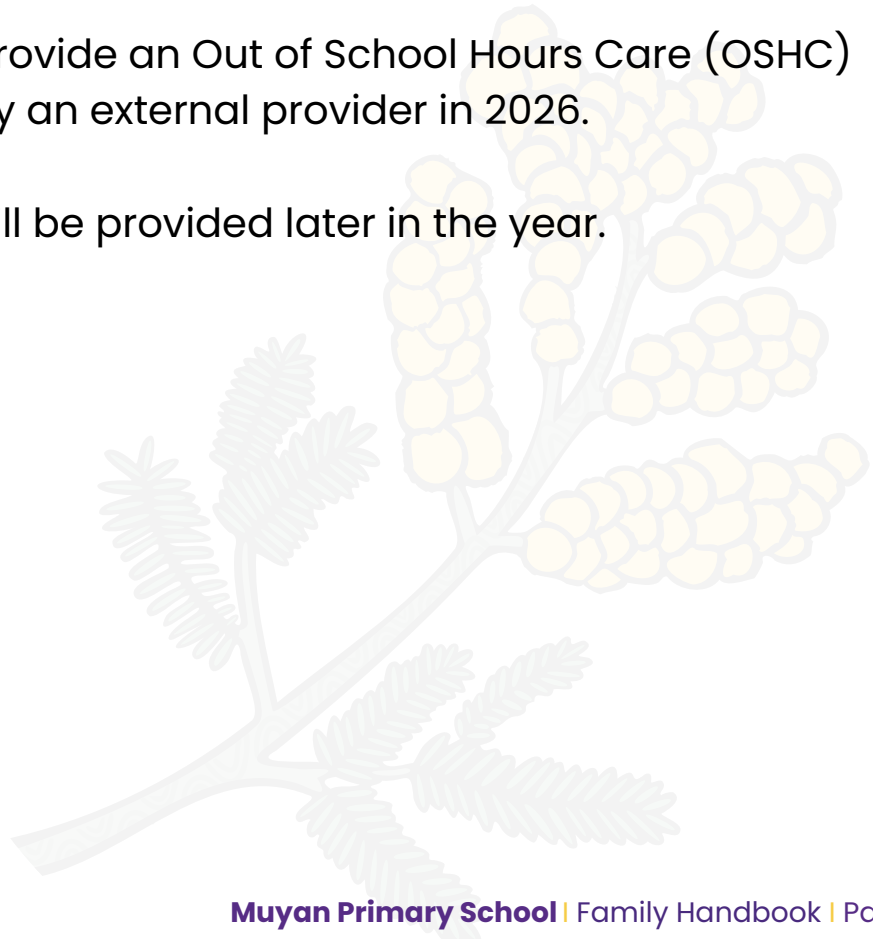 rovide an Out of School Hours Care (OSHC)
y an external provider in 2026.
ll be provided later in the year.
Muyan Primary School | Family Handbook | Pa